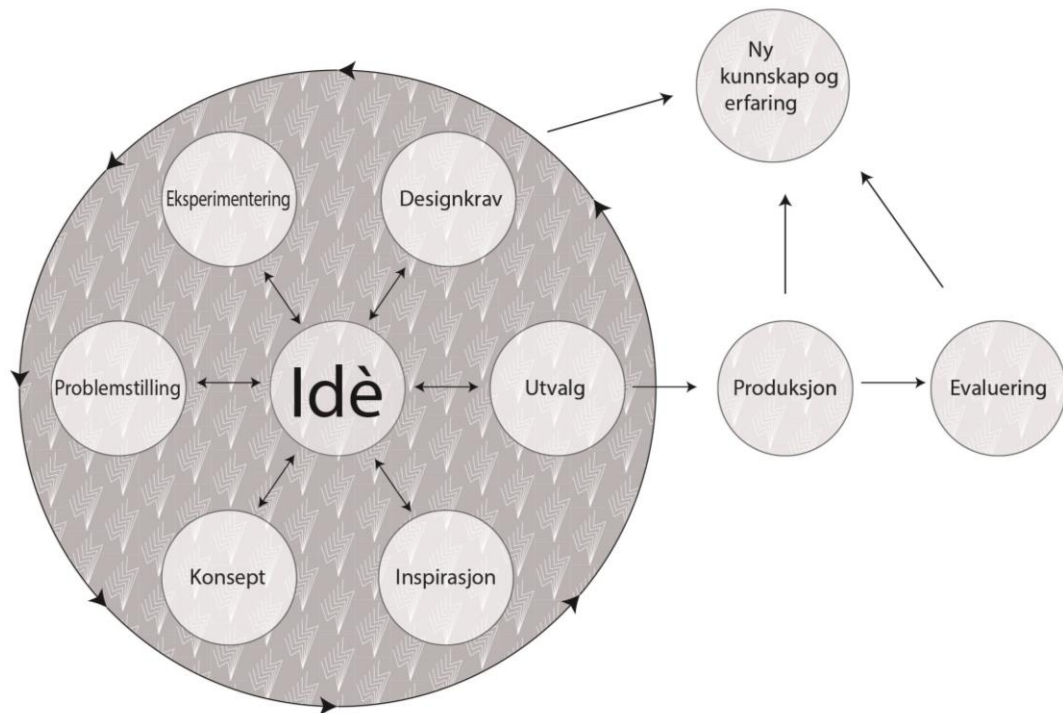 Ny
kunnskap og
erfaring
Eksperimentering
Designkrav
Problemstilling
Idè
Utvalg
Produksjon
Evaluering
Konsept
Inspirasjon